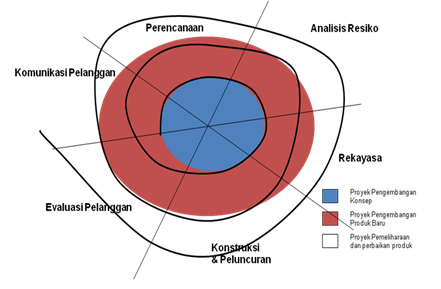 Perencanaan
Analisis Resiko
Komunikasi Pelanggan
Rekayasa
Evaluasi Pelanggan
Konstruksi
& Peluncuran
Proyek Pengembangan
Konsep
Proyek Pengembangan
Produk Baru
Proyek Pemeliharaan
dan perbaikan produk